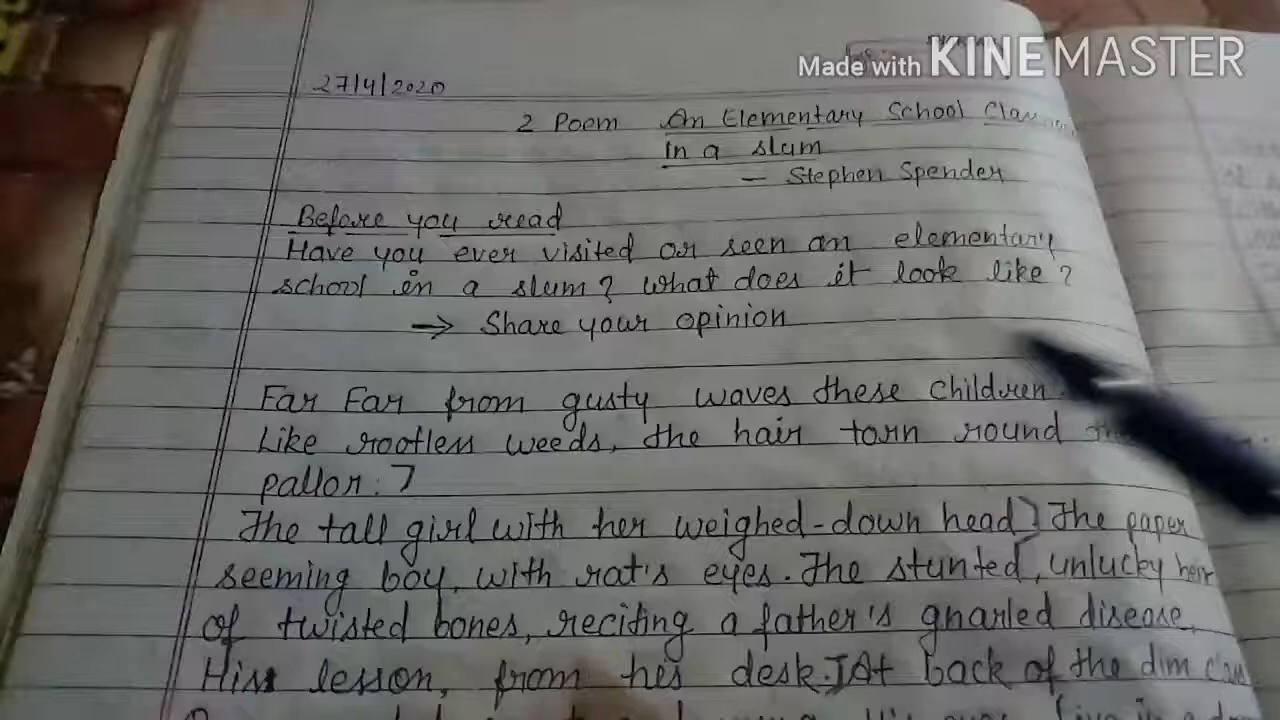 Made with KINEMASTER
27/4/2020
2 Poem An Elementary School
in a slum
— Stephen Spender
Before you read
Have you ever visited or seen an elementary
school in a slum? what does it look like?
→ Share your opinion
Far Far from gusty waves these children
Like rootless weeds, the hair torn round
pallor:7
The tall girl with her weighed-down head] The paper
seeming boy, with rat's eyes. The stunted, unlucky heir
of twisted bones, reciting a father's gnarled disease,
His lesson, from his desk.] At back of the dim